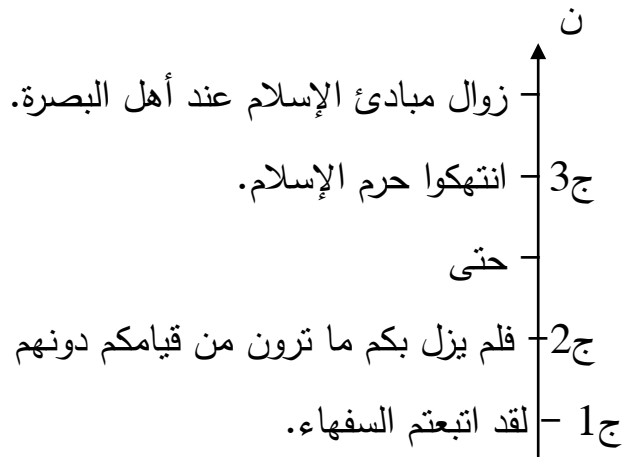 ن
– زوال مبادئ الإسلام عند أهل البصرة.
ج3 – انتهكوا حرم الإسلام.
– حتى
ج2 – فلم يزل بكم ما ترون من قيامكم دونهم
ج1 – لقد اتبعتم السفهاء.